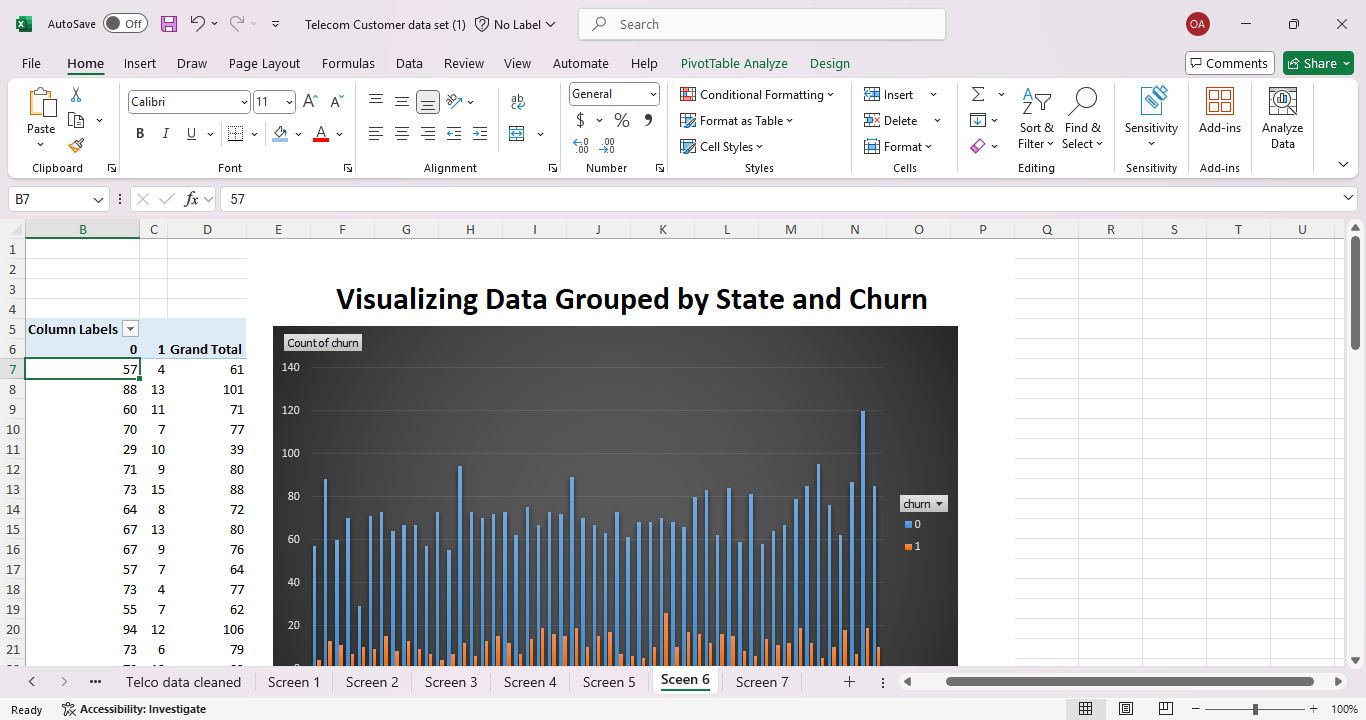 AutoSave Off Telecom Customer data set (1) No Label Search OA
File Home Insert Draw Page Layout Formulas Data Review View Automate Help PivotTable Analyze Design Comments Share
Calibri 11 General Conditional Formatting Insert
Paste Format as Table Delete Sort & Find & Sensitivity Add-ins Analyze
B I U A $ % Cell Styles Format Filter Select Data
Clipboard Font Alignment Number Styles Cells Editing Sensitivity Add-ins
B7 fx 57
B C D E F G H I J K L M N O P Q R S T U
1
2
3
Visualizing Data Grouped by State and Churn
4
5 Column Labels
6 0 1 Grand Total
7 57 4 61
8 88 13 101
9 60 11 71
10 70 7 77
11 29 10 39
12 71 9 80
13 73 15 88
14 64 8 72
15 67 13 80
16 67 9 76
17 57 7 64
18 73 4 77
19 55 7 62
20 94 12 106
21 73 6 79
Count of churn
140
120
100
80
60
40
20
churn
0
1
Telco data cleaned Screen 1 Screen 2 Screen 3 Screen 4 Screen 5 Sceen 6 Screen 7
Ready Accessibility: Investigate 100%